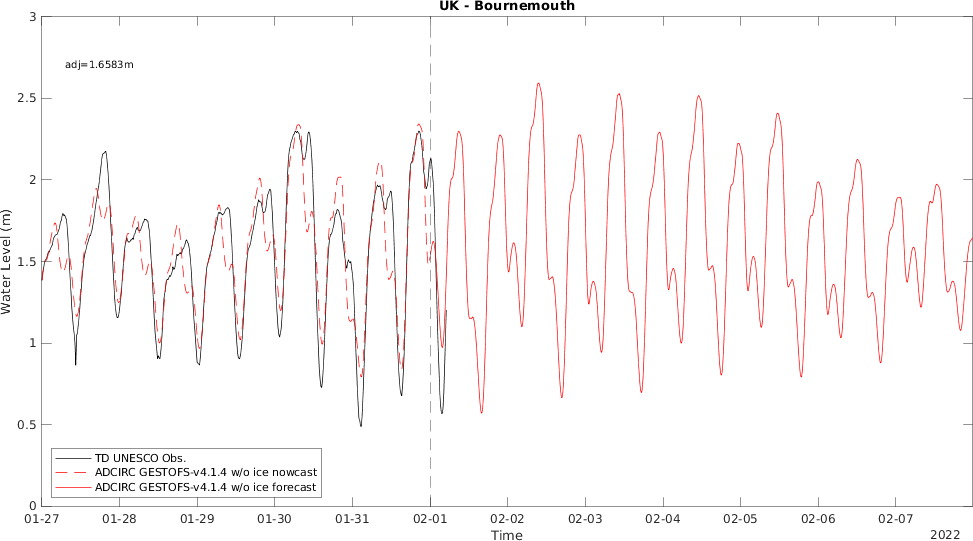 UK - Bournemouth
3
adj=1.6583m
2.5
2
1.5
1
0.5
0
Water Level (m)
TD UNESCO Obs.
ADCIRC GESTOFS-v4.1.4 w/o ice nowcast
ADCIRC GESTOFS-v4.1.4 w/o ice forecast
01-27 01-28 01-29 01-30 01-31 02-01 02-02 02-03 02-04 02-05 02-06 02-07
Time
2022